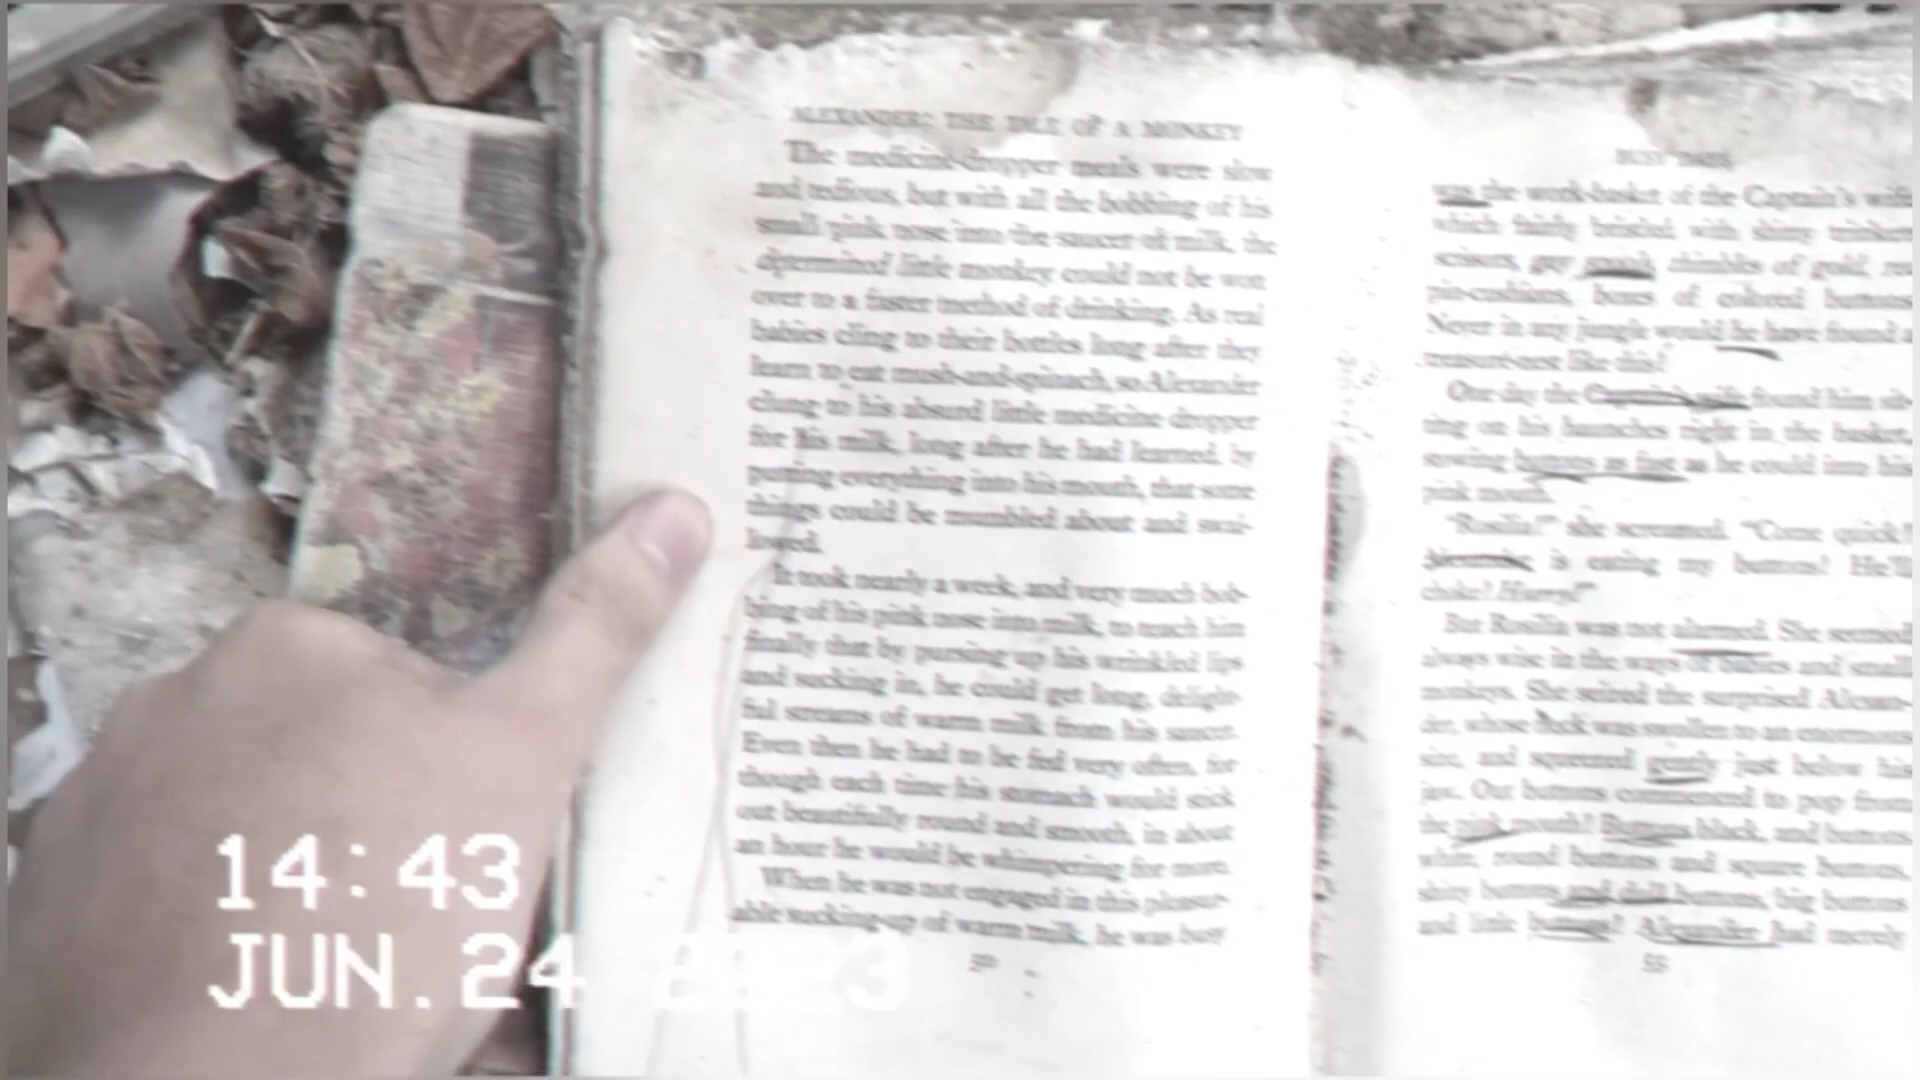 ALEXANDER: THE TALE OF A MONKEY
The medicine-dropper meals were slow
and tedious, but with all the bobbing of his
small pink nose into the saucer of milk, the
determined little monkey could not be won
over to a faster method of drinking. As real
babies cling to their bottles long after they
learn to eat mush-and-spinach, so Alexander
clung to his absurd little medicine dropper
for his milk, long after he had learned, by
putting everything into his mouth, that some
things could be mumbled about and swal-
lowed.
It took nearly a week, and very much bob-
bing of his pink nose into milk, to teach him
finally that by pursing up his wrinkled lips
and sucking in, he could get long, delight-
ful streams of warm milk from his saucer.
Even then he had to be fed very often, for
though each time his stomach would stick
out beautifully round and smooth, in about
an hour he would be whimpering for more.
When he was not engaged in this pleasur-
able sucking-up of warm milk, he was busy
BUSY DAYS
was the work-basket of the Captain's wife
which fairly bristled with shiny trinkets
scissors, gay thimbles of gold, red
pin-cushions, boxes of colored buttons.
Never in any jungle would he have found a
treasure-nest like this!
One day the Captain's wife found him sit-
ting on his haunches right in the basket,
stowing buttons as fast as he could into his
pink mouth.
"Rosilla!" she screamed. "Come quick!
Alexander is eating my buttons! He'll
choke! Hurry!"
But Rosilla was not alarmed. She seemed
always wise in the ways of babies and small
monkeys. She seized the surprised Alexan-
der, whose neck was swollen to an enormous
size, and squeezed gently just below his
jaw. Out buttons commenced to pop from
the pink mouth! Buttons black, and buttons
white, round buttons and square buttons,
shiny buttons and dull buttons, big buttons
and little buttons! Alexander had merely
55
14:43
JUN.24 2023